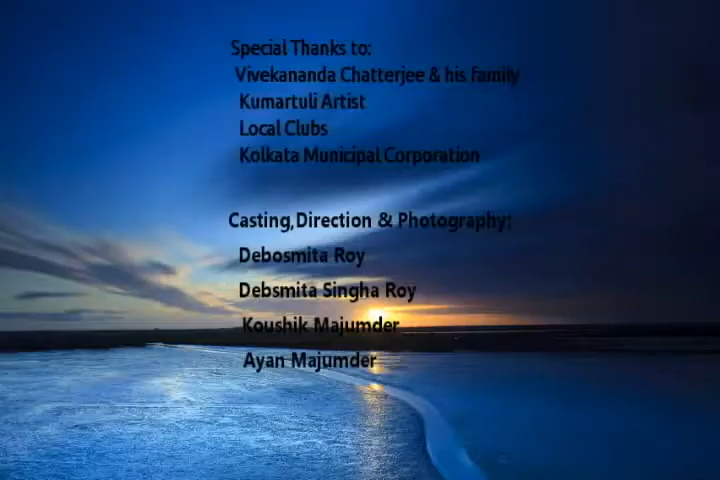 Special Thanks to:
Vivekananda Chatterjee & his family
Kumartuli Artist
Local Clubs
Kolkata Municipal Corporation
Casting,Direction & Photography:
Debosmita Roy
Debsmita Singha Roy
Koushik Majumder
Ayan Majumder